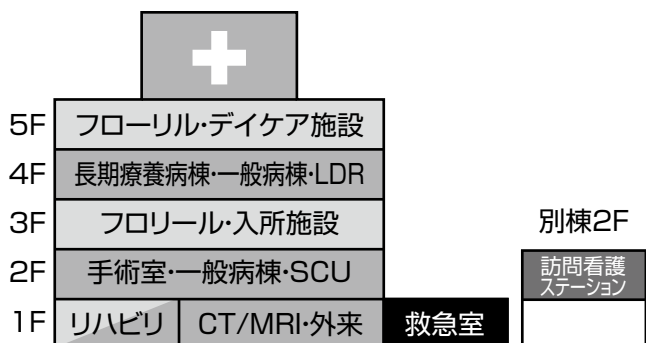 5F フローリル・デイケア施設
4F 長期療養病棟・一般病棟・LDR
3F フロリール・入所施設
別棟2F
2F 手術室・一般病棟・SCU
訪問看護
ステーション
1F リハビリ CT/MRI・外来 救急室